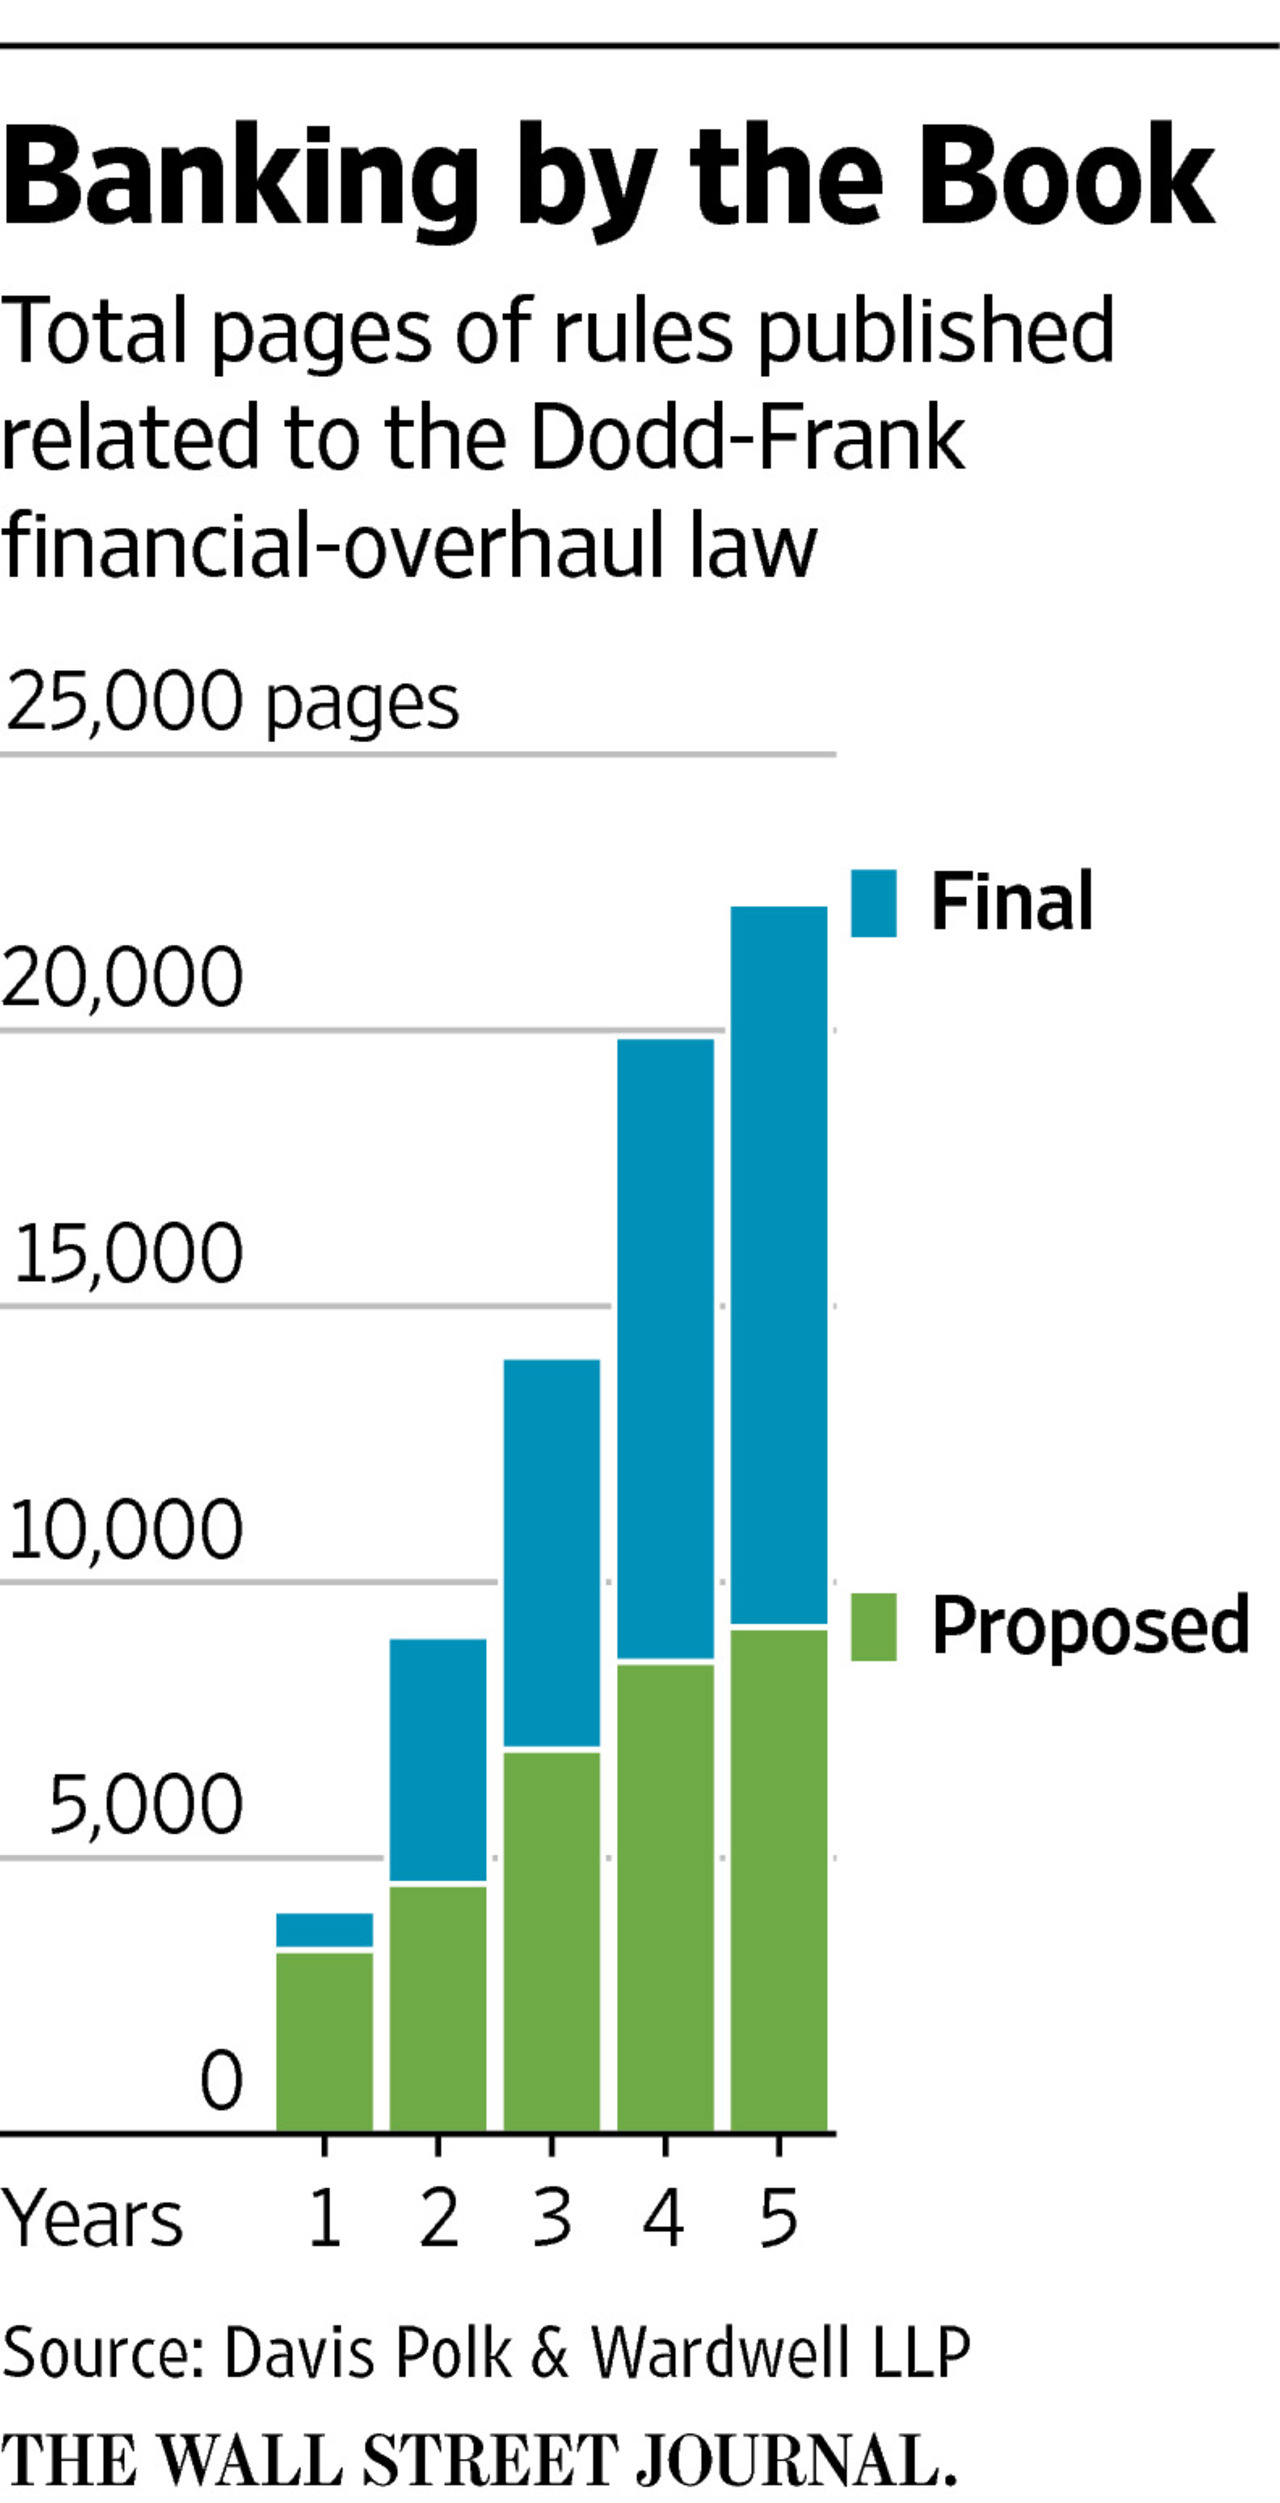 Banking by the Book
Total pages of rules published
related to the Dodd-Frank
financial-overhaul law
25,000 pages
Final
20,000
15,000
10,000
Proposed
5,000
0
Years 1 2 3 4 5
Source: Davis Polk & Wardwell LLP
THE WALL STREET JOURNAL.